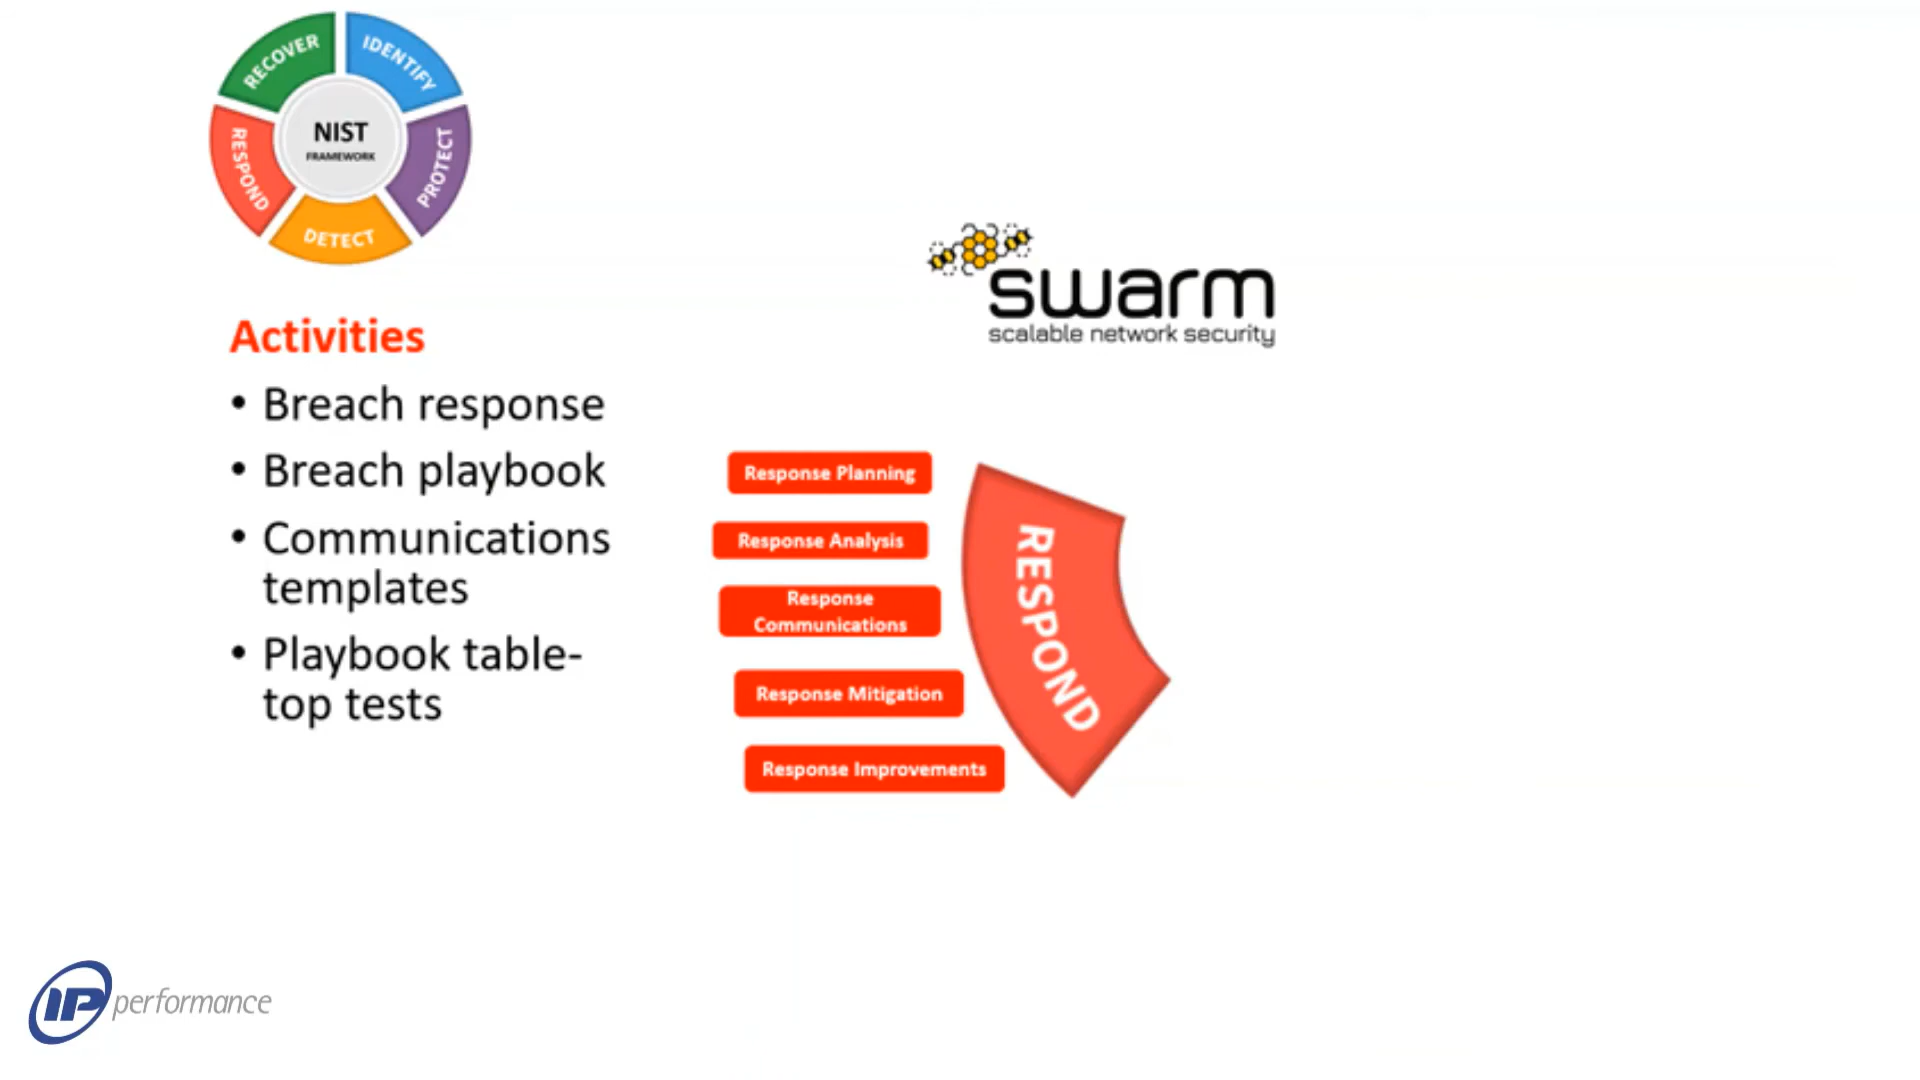 RECOVER
IDENTIFY
NIST
FRAMEWORK
RESPOND
PROTECT
DETECT
swarm
scalable network security
Activities
• Breach response
• Breach playbook
• Communications
templates
• Playbook table-
top tests
Response Planning
Response Analysis
Response
Communications
Response Mitigation
Response Improvements
RESPOND
IP performance